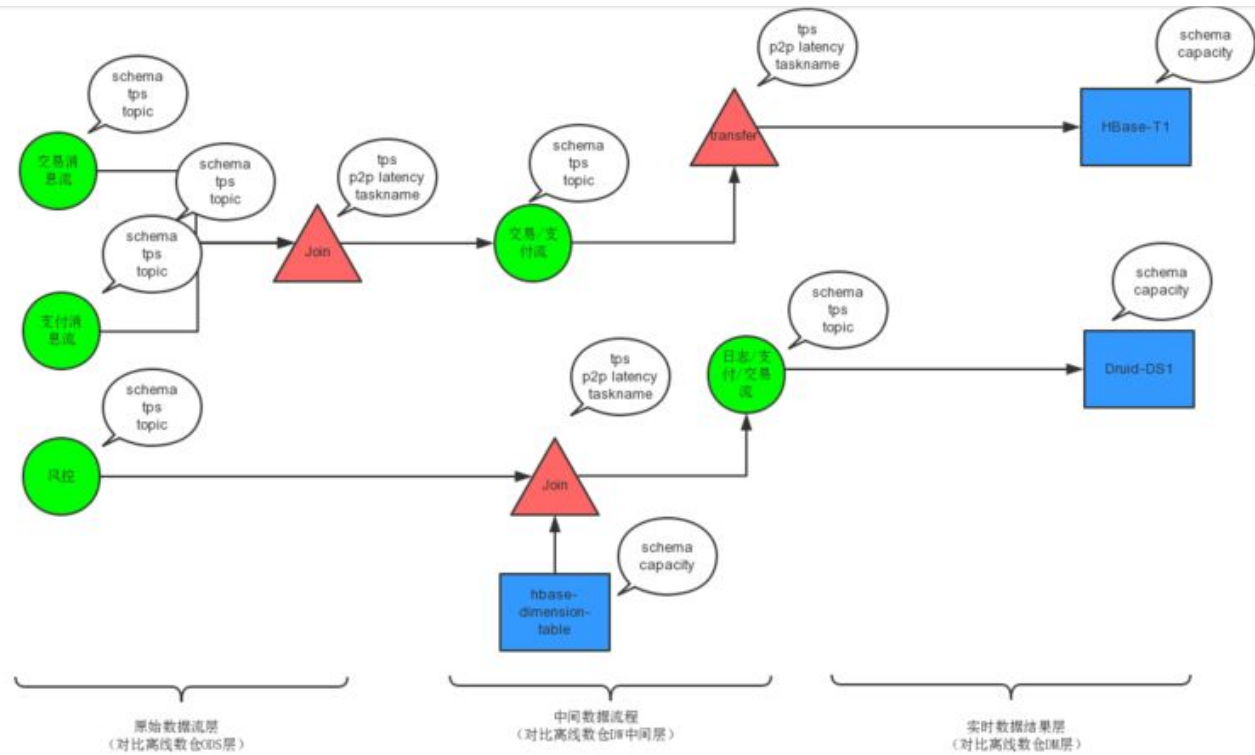 tps
p2p latency
taskname
schema
capacity
schema
tps
topic
交易消
息流
schema
tps
topic
tps
p2p latency
taskname
schema
tps
topic
transfer
HBase-T1
schema
tps
topic
支付消
息流
Join
交易/支
付流
schema
capacity
schema
tps
topic
tps
p2p latency
taskname
日志/支
付/交易
流
Druid-DS1
schema
tps
topic
风控
Join
schema
capacity
hbase-
dimension-
table
原始数据流层
（对比离线数仓ODS层）
中间数据流程
（对比离线数仓DW中间层）
实时数据结果层
（对比离线数仓DM层）